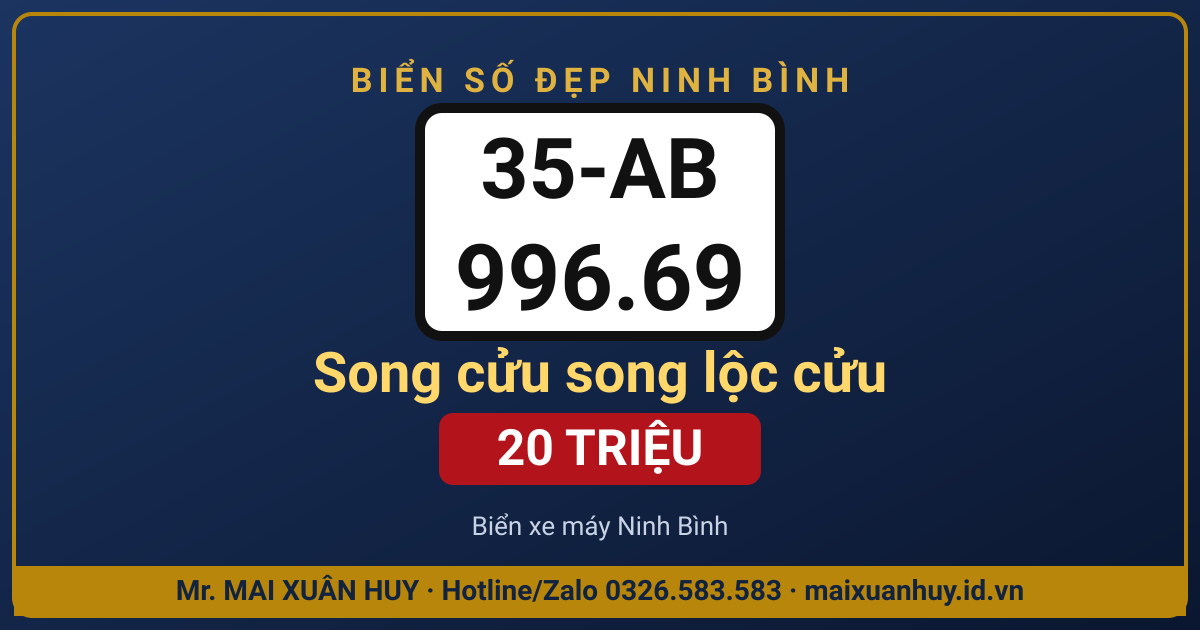 BIỂN SỐ ĐẸP NINH BÌNH
35-AB
996.69
Song cửu song lộc cửu
20 TRIỆU
Biển xe máy Ninh Bình
Mr. MAI XUÂN HUY · Hotline/Zalo 0326.583.583 · maixuanhuy.id.vn